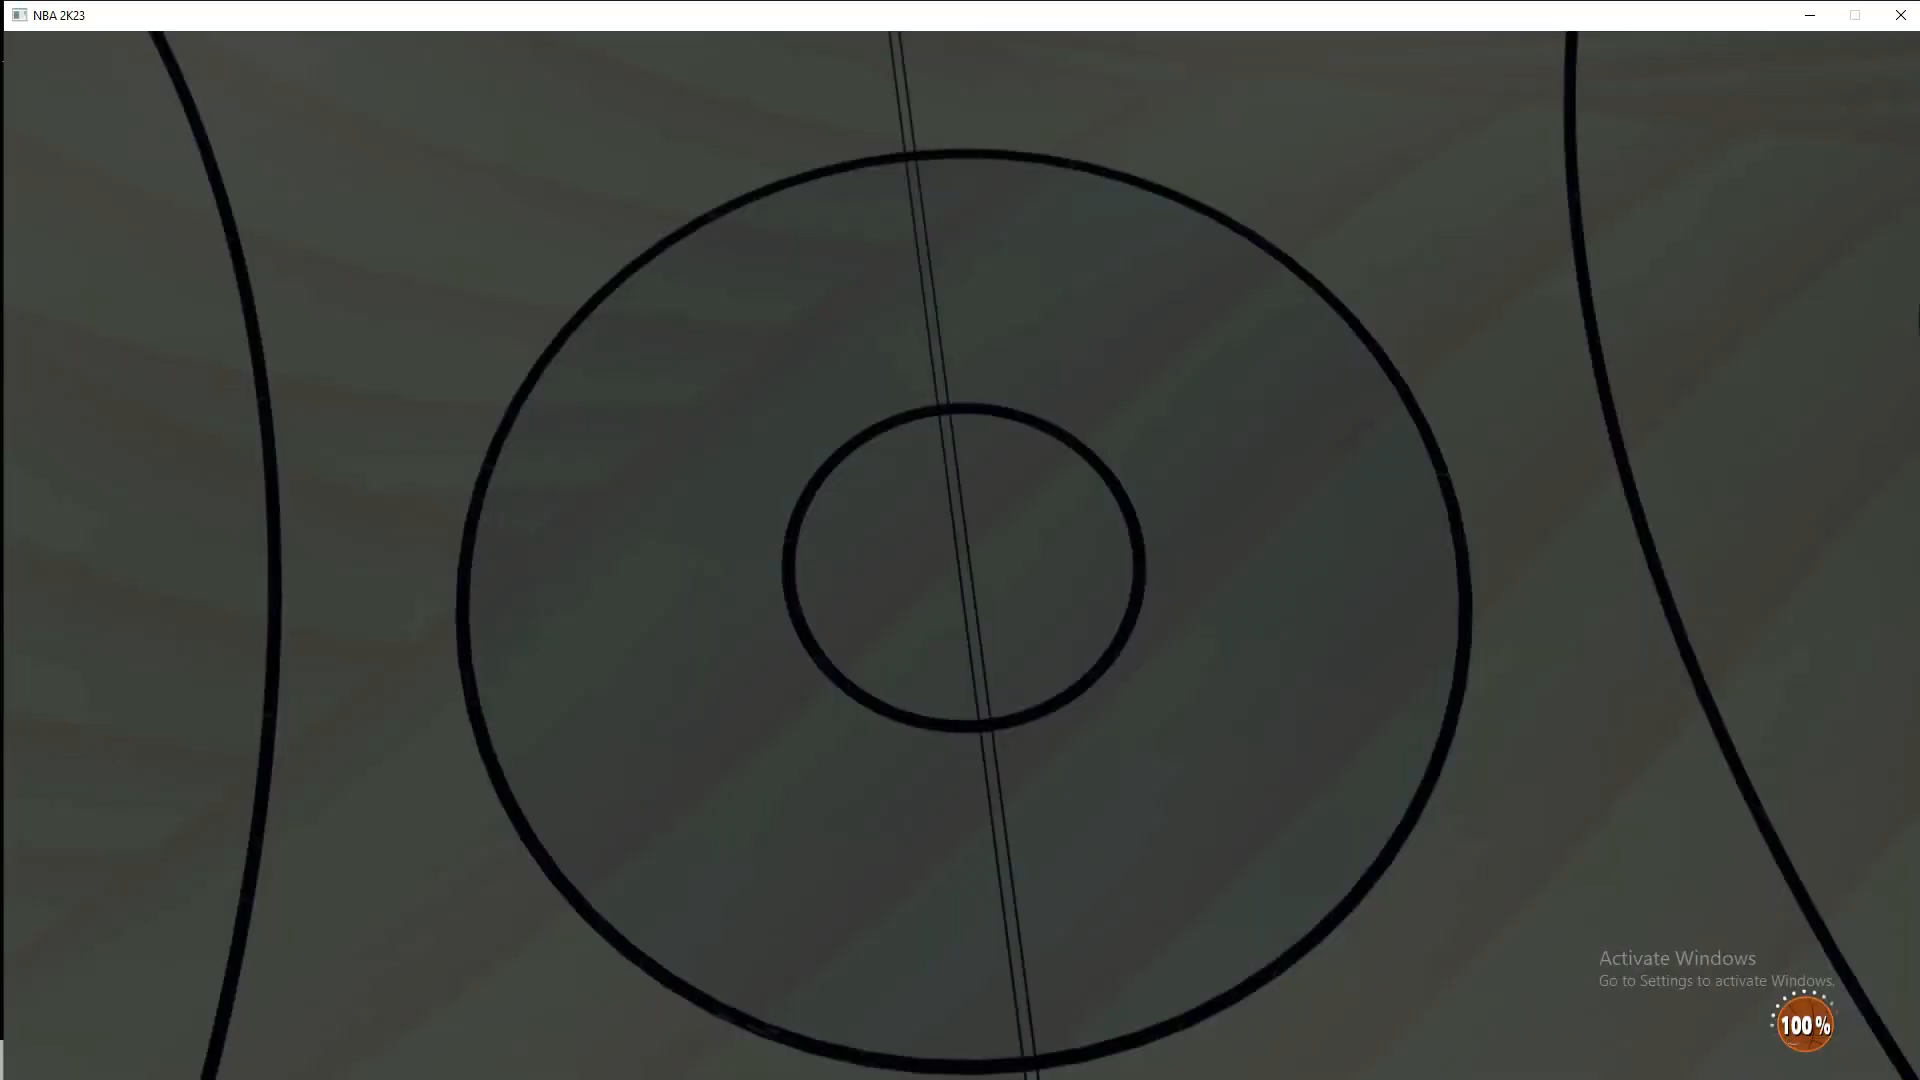 NBA 2K23
Activate Windows
Go to Settings to activate Windows.
100%